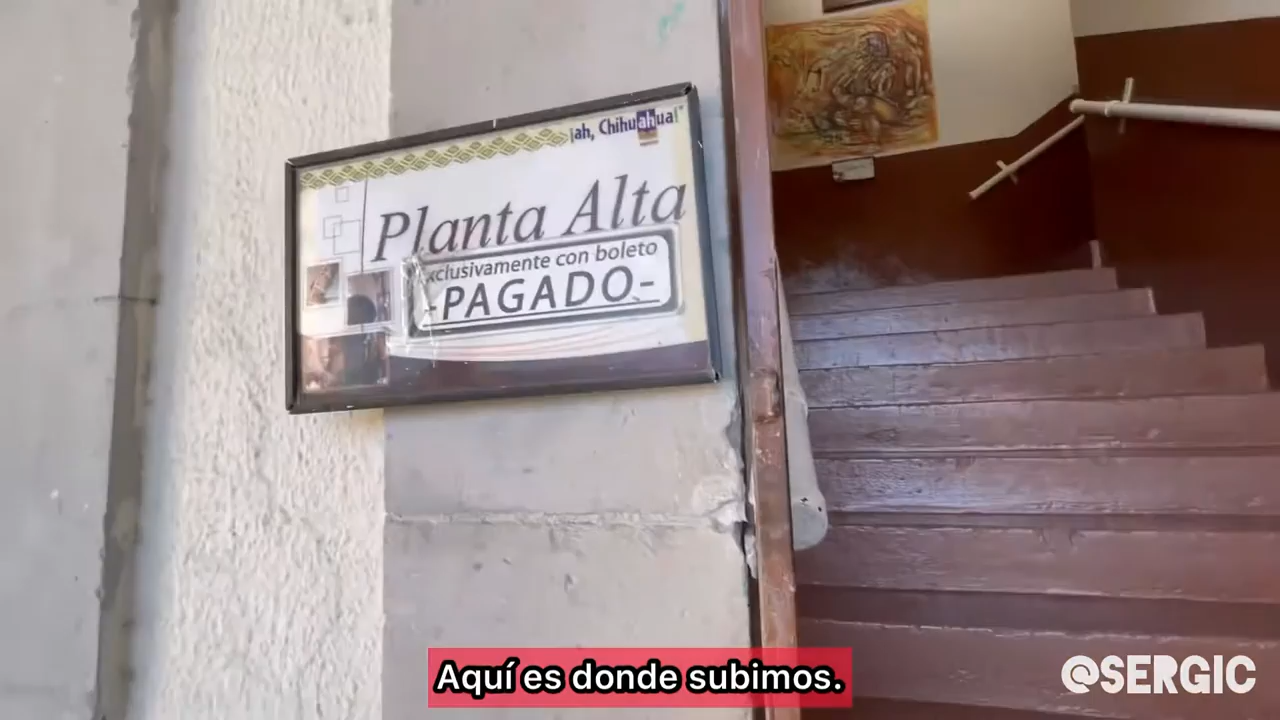 ¡ah, Chihuahua!
Planta Alta
xclusivamente con boleto
-PAGADO-
Aquí es donde subimos.
@SERGIC